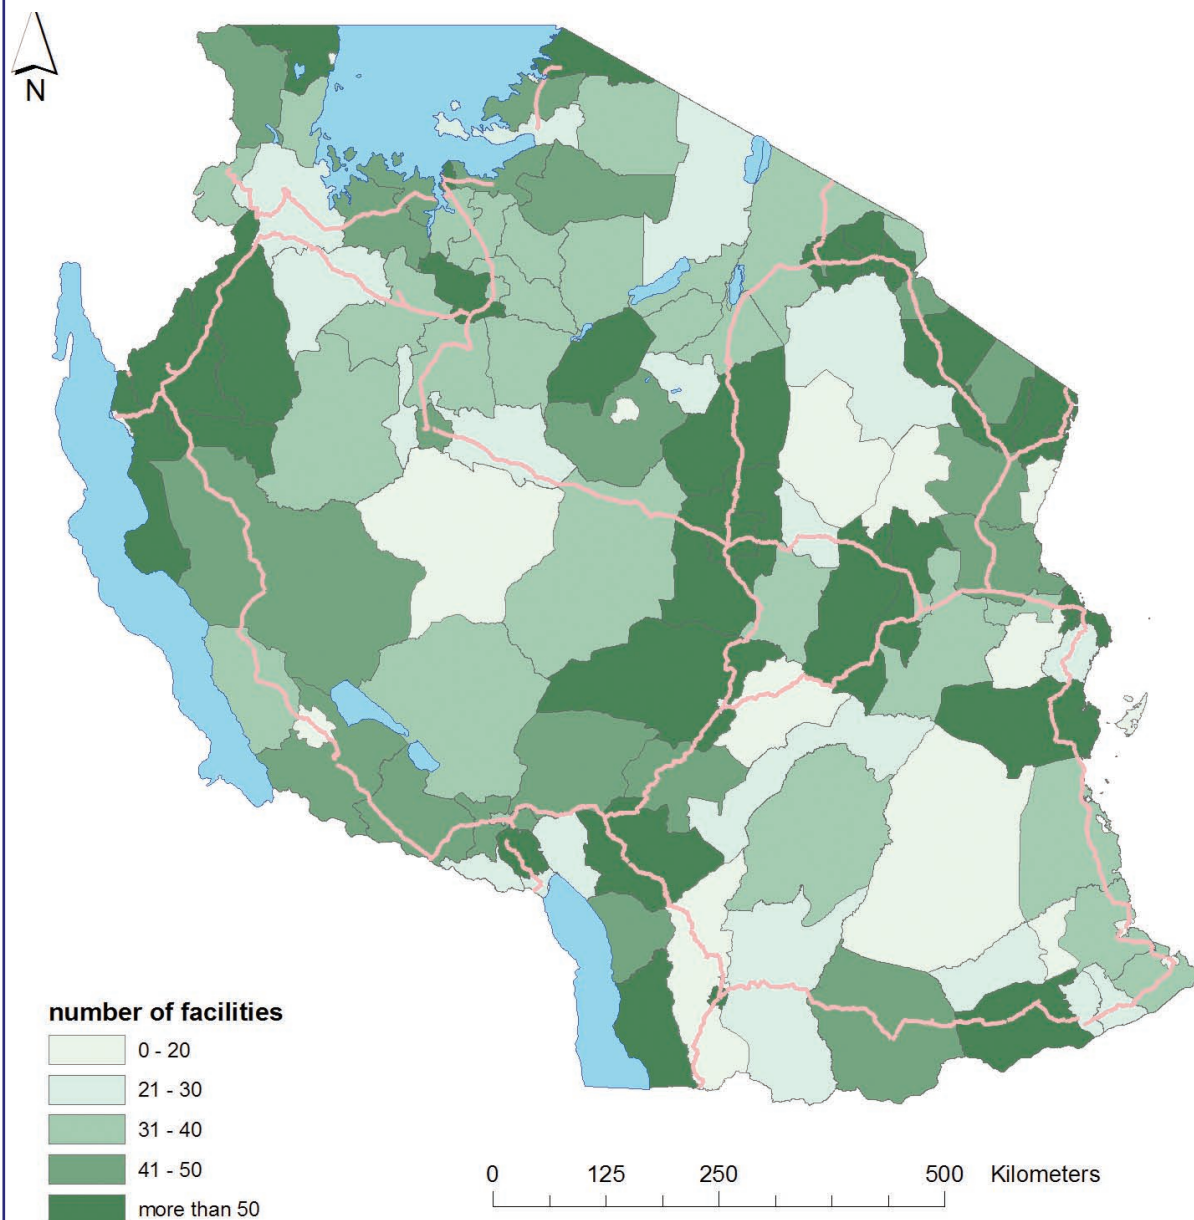 N
number of facilities
0 - 20
21 - 30
31 - 40
41 - 50
more than 50
0 125 250 500 Kilometers